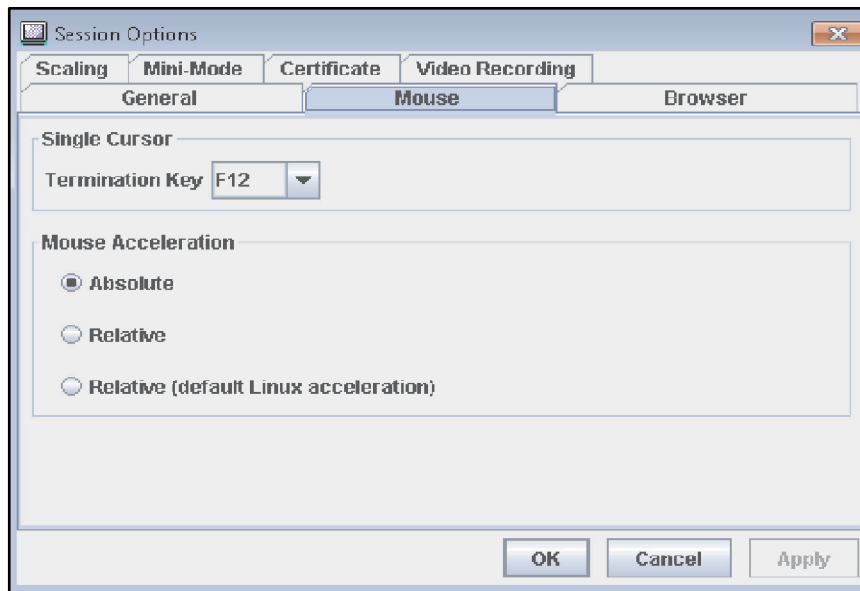 Session Options
Scaling Mini-Mode Certificate Video Recording
General Mouse Browser
Single Cursor
Termination Key F12
Mouse Acceleration
Absolute
Relative
Relative (default Linux acceleration)
OK Cancel Apply